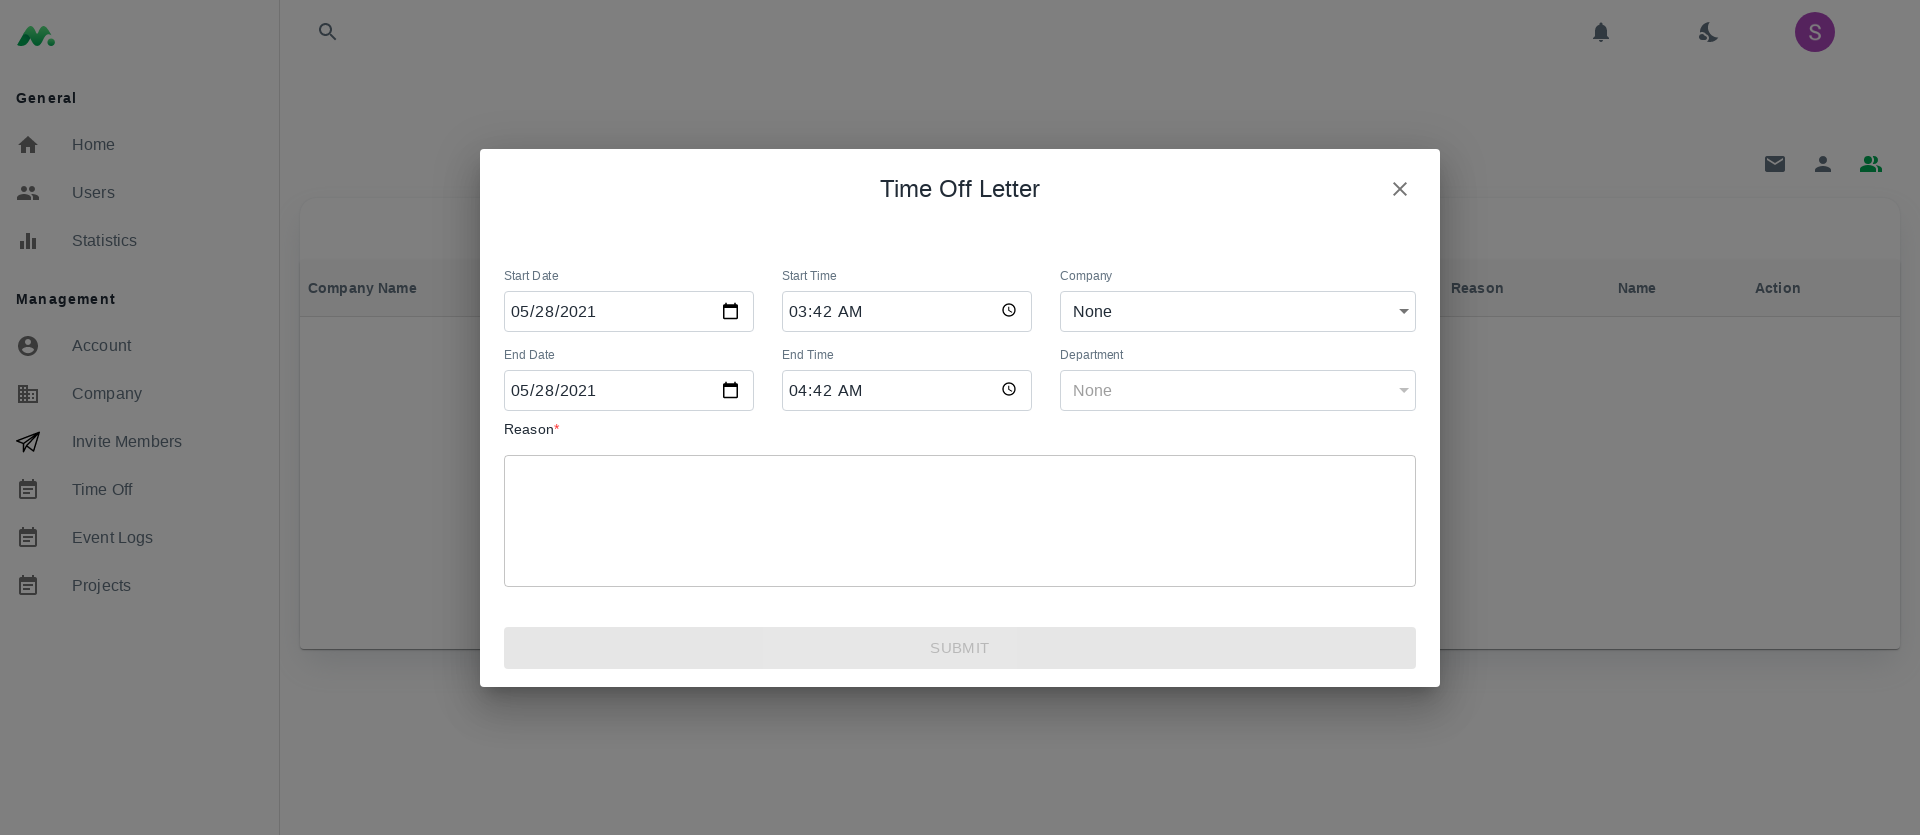 S
General
Home
Users
Statistics
Management
Account
Company
Invite Members
Time Off
Event Logs
Projects
Company Name
Reason
Name
Action
Time Off Letter
Start Date
Start Time
Company
05/28/2021
03:42 AM
None
End Date
End Time
Department
05/28/2021
04:42 AM
None
Reason*
SUBMIT